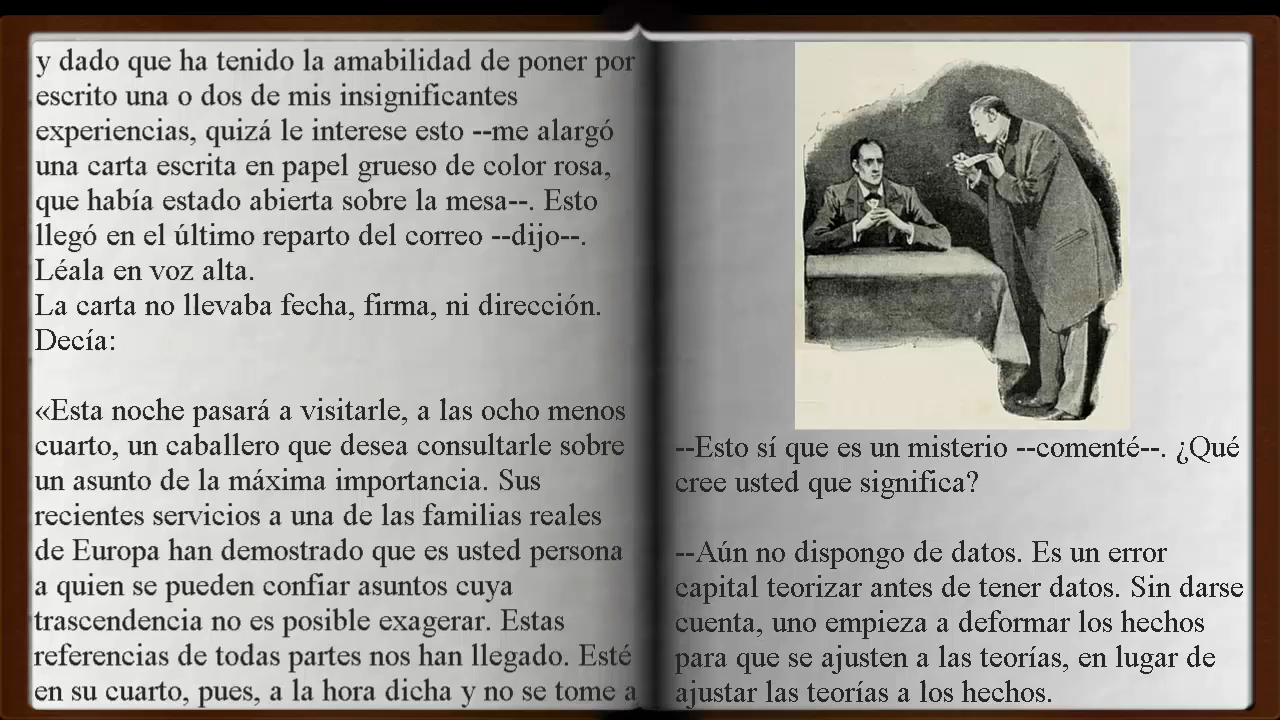 y dado que ha tenido la amabilidad de poner por
escrito una o dos de mis insignificantes
experiencias, quizá le interese esto --me alargó
una carta escrita en papel grueso de color rosa,
que había estado abierta sobre la mesa--. Esto
llegó en el último reparto del correo --dijo--.
Léala en voz alta.
La carta no llevaba fecha, firma, ni dirección.
Decía:
«Esta noche pasará a visitarle, a las ocho menos
cuarto, un caballero que desea consultarle sobre
un asunto de la máxima importancia. Sus
recientes servicios a una de las familias reales
de Europa han demostrado que es usted persona
a quien se pueden confiar asuntos cuya
trascendencia no es posible exagerar. Estas
referencias de todas partes nos han llegado. Esté
en su cuarto, pues, a la hora dicha y no se tome a
--Esto sí que es un misterio --comenté--. ¿Qué
cree usted que significa?
--Aún no dispongo de datos. Es un error
capital teorizar antes de tener datos. Sin darse
cuenta, uno empieza a deformar los hechos
para que se ajusten a las teorías, en lugar de
ajustar las teorías a los hechos.